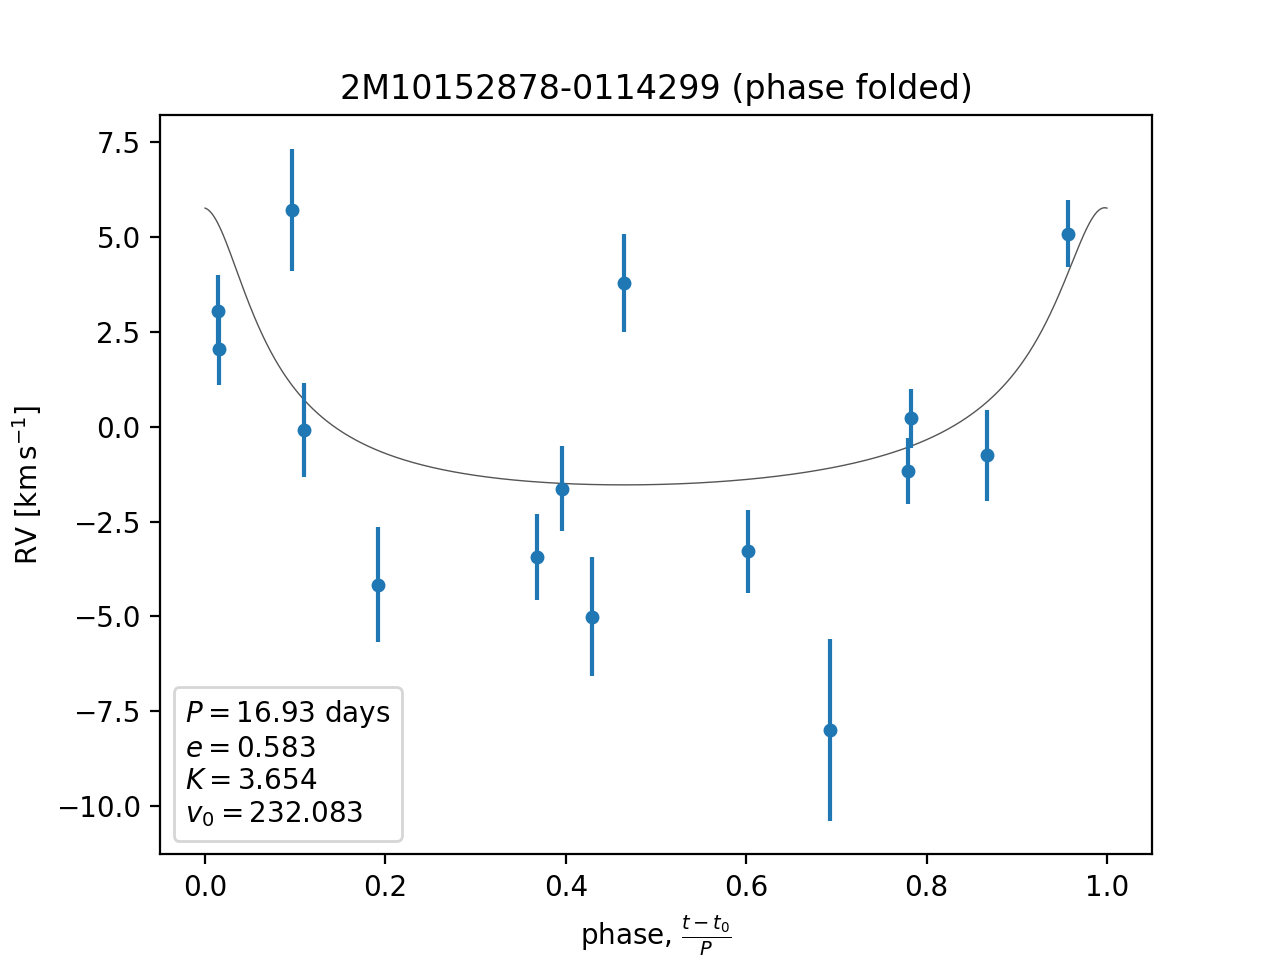 2M10152878-0114299 (phase folded)
RV [km s⁻¹]
7.5
5.0
2.5
0.0
−2.5
−5.0
−7.5
−10.0
P = 16.93 days
e = 0.583
K = 3.654
v₀ = 232.083
0.0 0.2 0.4 0.6 0.8 1.0
phase, (t − t₀)/P